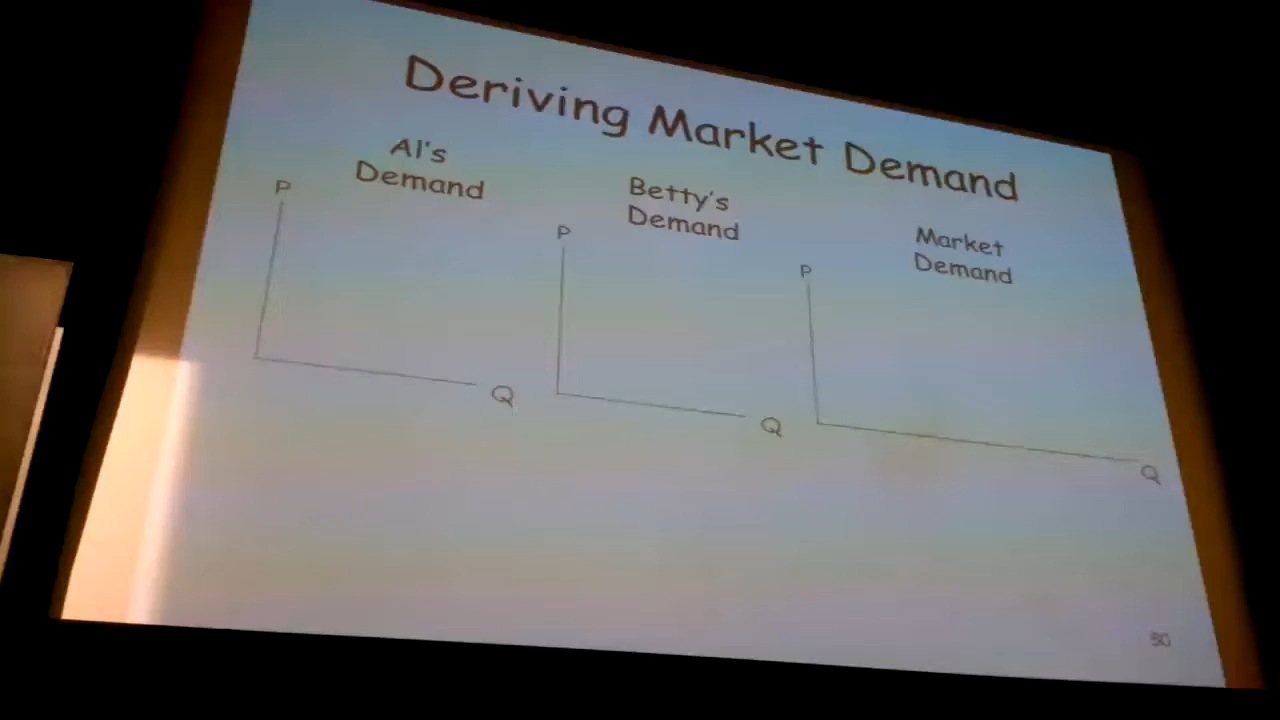 Deriving Market Demand
Al's
Demand
Betty's
Demand
Market
Demand
P
Q
P
Q
P
Q
50